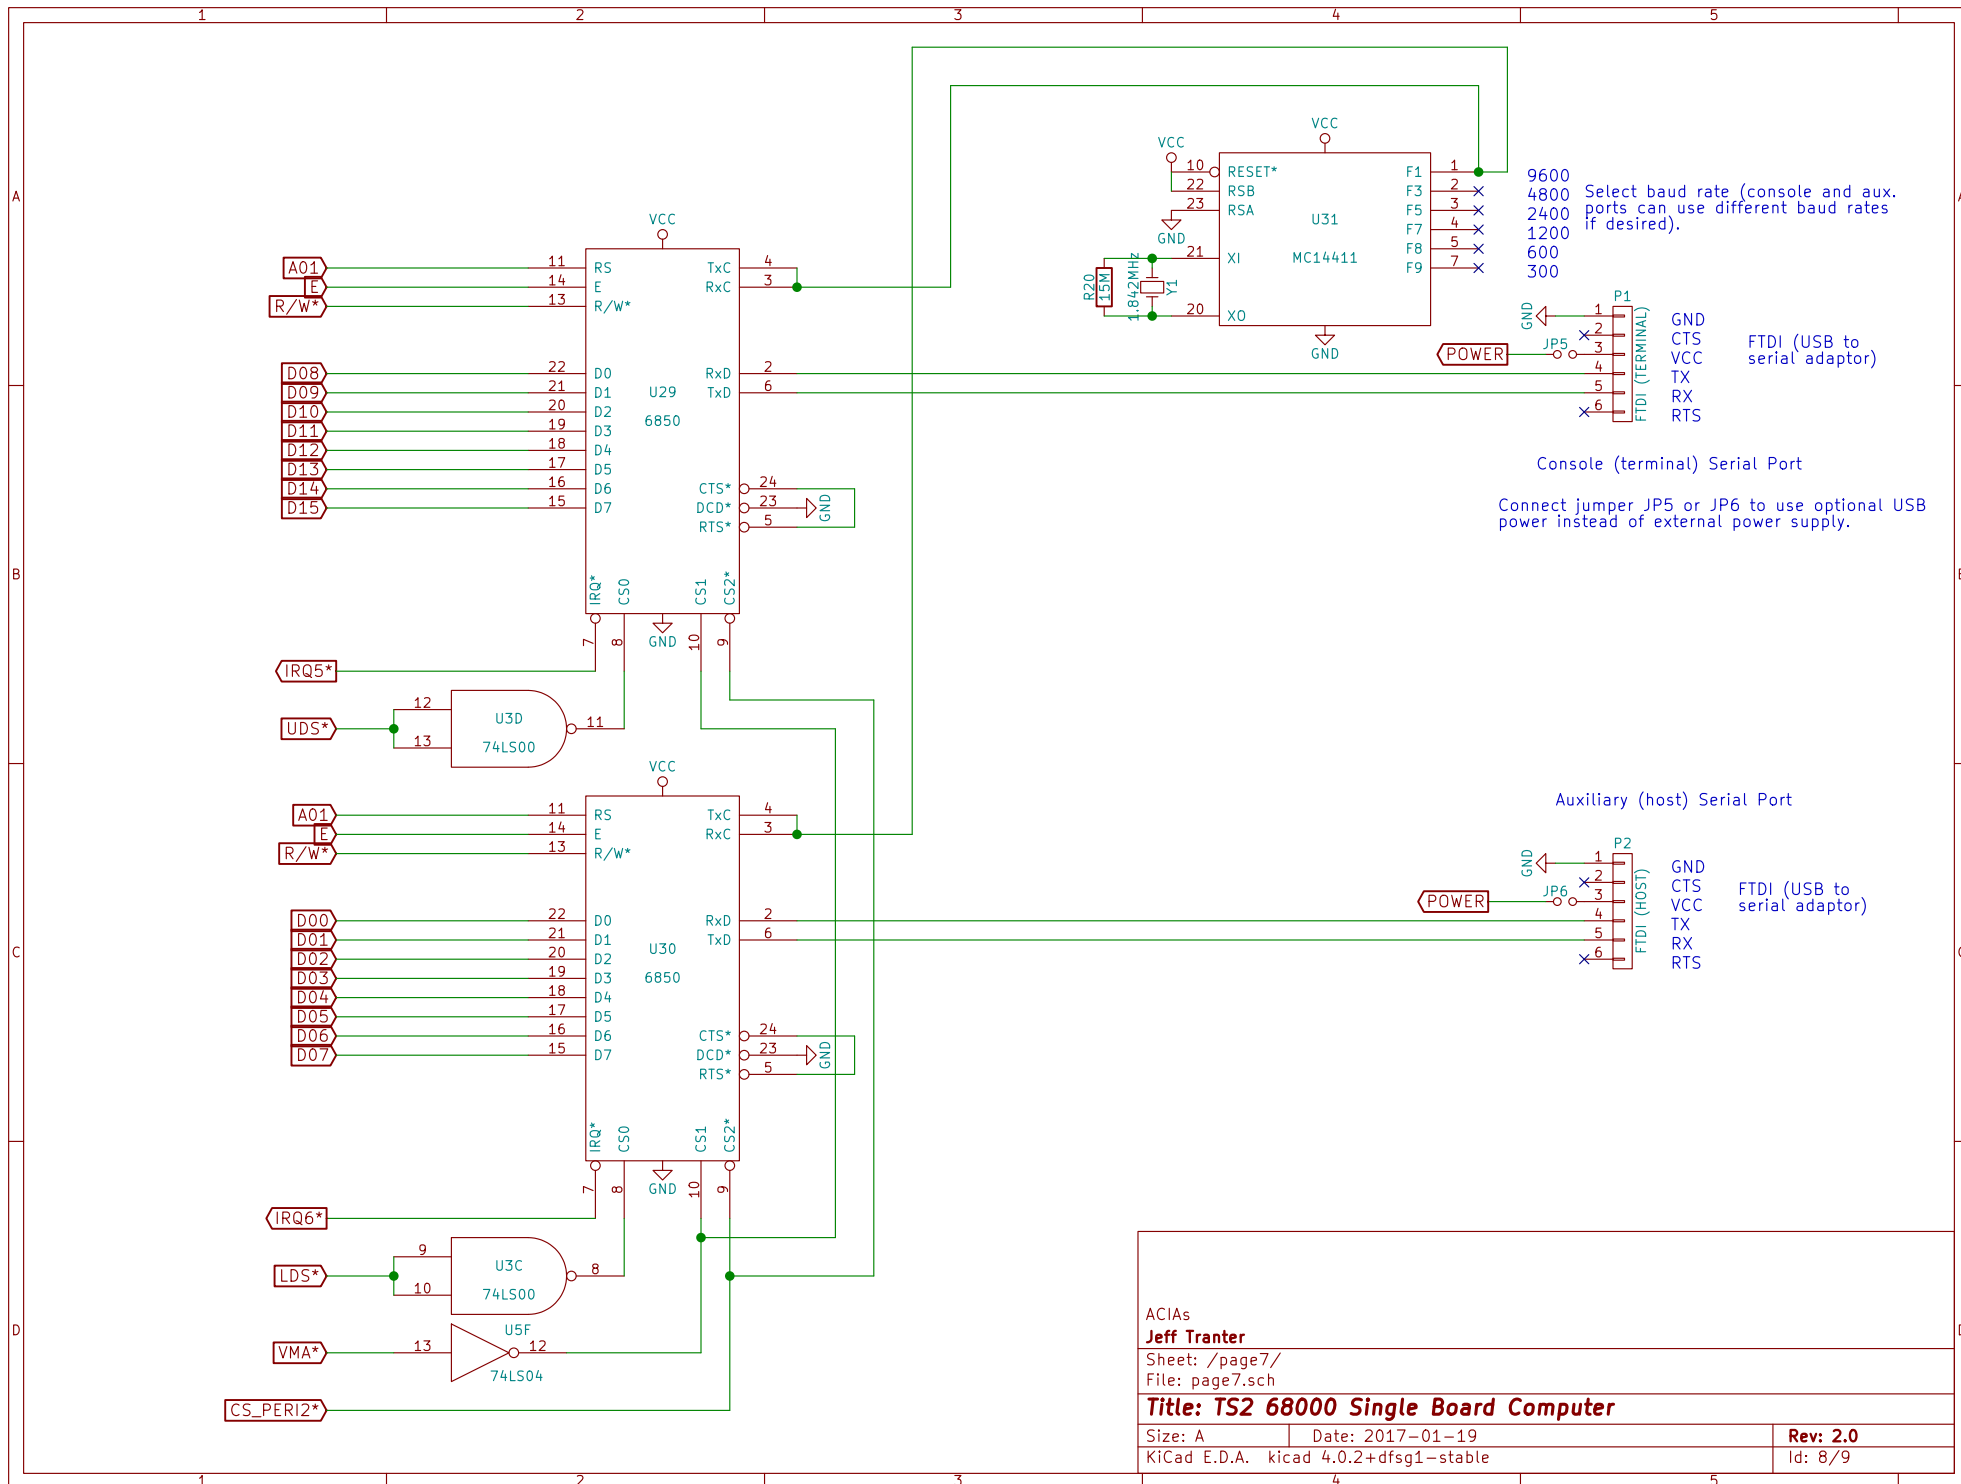 1 2 3 4 5
A
B
C
D
VCC
A01
E
R/W*
11 RS
14 E
13 R/W*
TxC 4
RxC 3
D08
D09
D10
D11
D12
D13
D14
D15
22 D0
21 D1
20 D2
19 D3
18 D4
17 D5
16 D6
15 D7
U29
6850
RxD 2
TxD 6
CTS* 24
DCD* 23
RTS* 5
GND
IRQ*
CS0
CS1
CS2*
7
8
10
9
GND
IRQ5*
UDS*
12
13
U3D
74LS00
11
VCC
VCC
10 RESET*
22 RSB
23 RSA
GND
21 XI
20 XO
R20
15M
1.842MHz
Y1
U31
MC14411
GND
F1 1
F3 2
F5 3
F7 4
F8 5
F9 7
9600
4800
2400
1200
600
300
Select baud rate (console and aux.
ports can use different baud rates
if desired).
P1
GND
POWER
JP5
1
2
3
4
5
6
FTDI (TERMINAL)
GND
CTS
VCC
TX
RX
RTS
FTDI (USB to
serial adaptor)
Console (terminal) Serial Port
Connect jumper JP5 or JP6 to use optional USB
power instead of external power supply.
VCC
A01
E
R/W*
11 RS
14 E
13 R/W*
TxC 4
RxC 3
D00
D01
D02
D03
D04
D05
D06
D07
22 D0
21 D1
20 D2
19 D3
18 D4
17 D5
16 D6
15 D7
U30
6850
RxD 2
TxD 6
CTS* 24
DCD* 23
RTS* 5
GND
IRQ*
CS0
CS1
CS2*
7
8
10
9
GND
IRQ6*
LDS*
9
10
U3C
74LS00
8
VMA*
13
U5F
12
74LS04
CS_PERI2*
Auxiliary (host) Serial Port
P2
GND
POWER
JP6
1
2
3
4
5
6
FTDI (HOST)
GND
CTS
VCC
TX
RX
RTS
FTDI (USB to
serial adaptor)
ACIAs
Jeff Tranter
Sheet: /page7/
File: page7.sch
Title: TS2 68000 Single Board Computer
Size: A
Date: 2017-01-19
Rev: 2.0
KiCad E.D.A. kicad 4.0.2+dfsg1-stable
Id: 8/9
1 2 3 4 5